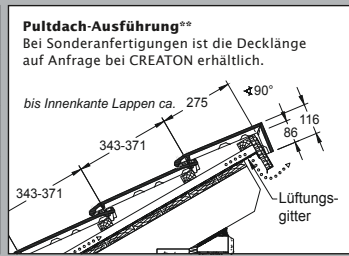 Pultdach-Ausführung**
Bei Sonderanfertigungen ist die Decklänge
auf Anfrage bei CREATON erhältlich.
bis Innenkante Lappen ca. 275
∢90°
116
86
343-371
343-371
Lüftungs-
gitter